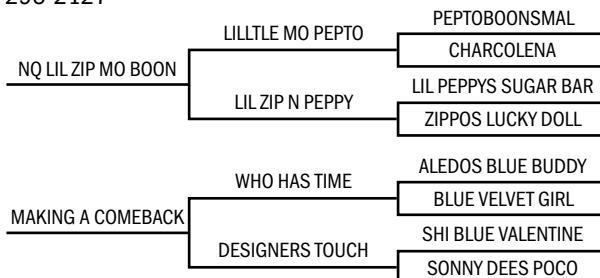 PEPTOBOONSMAL
LILLTLE MO PEPTO
CHARCOLENA
NQ LIL ZIP MO BOON
LIL PEPPYS SUGAR BAR
LIL ZIP N PEPPY
ZIPPOS LUCKY DOLL
ALEDOS BLUE BUDDY
WHO HAS TIME
BLUE VELVET GIRL
MAKING A COMEBACK
SHI BLUE VALENTINE
DESIGNERS TOUCH
SONNY DEES POCO